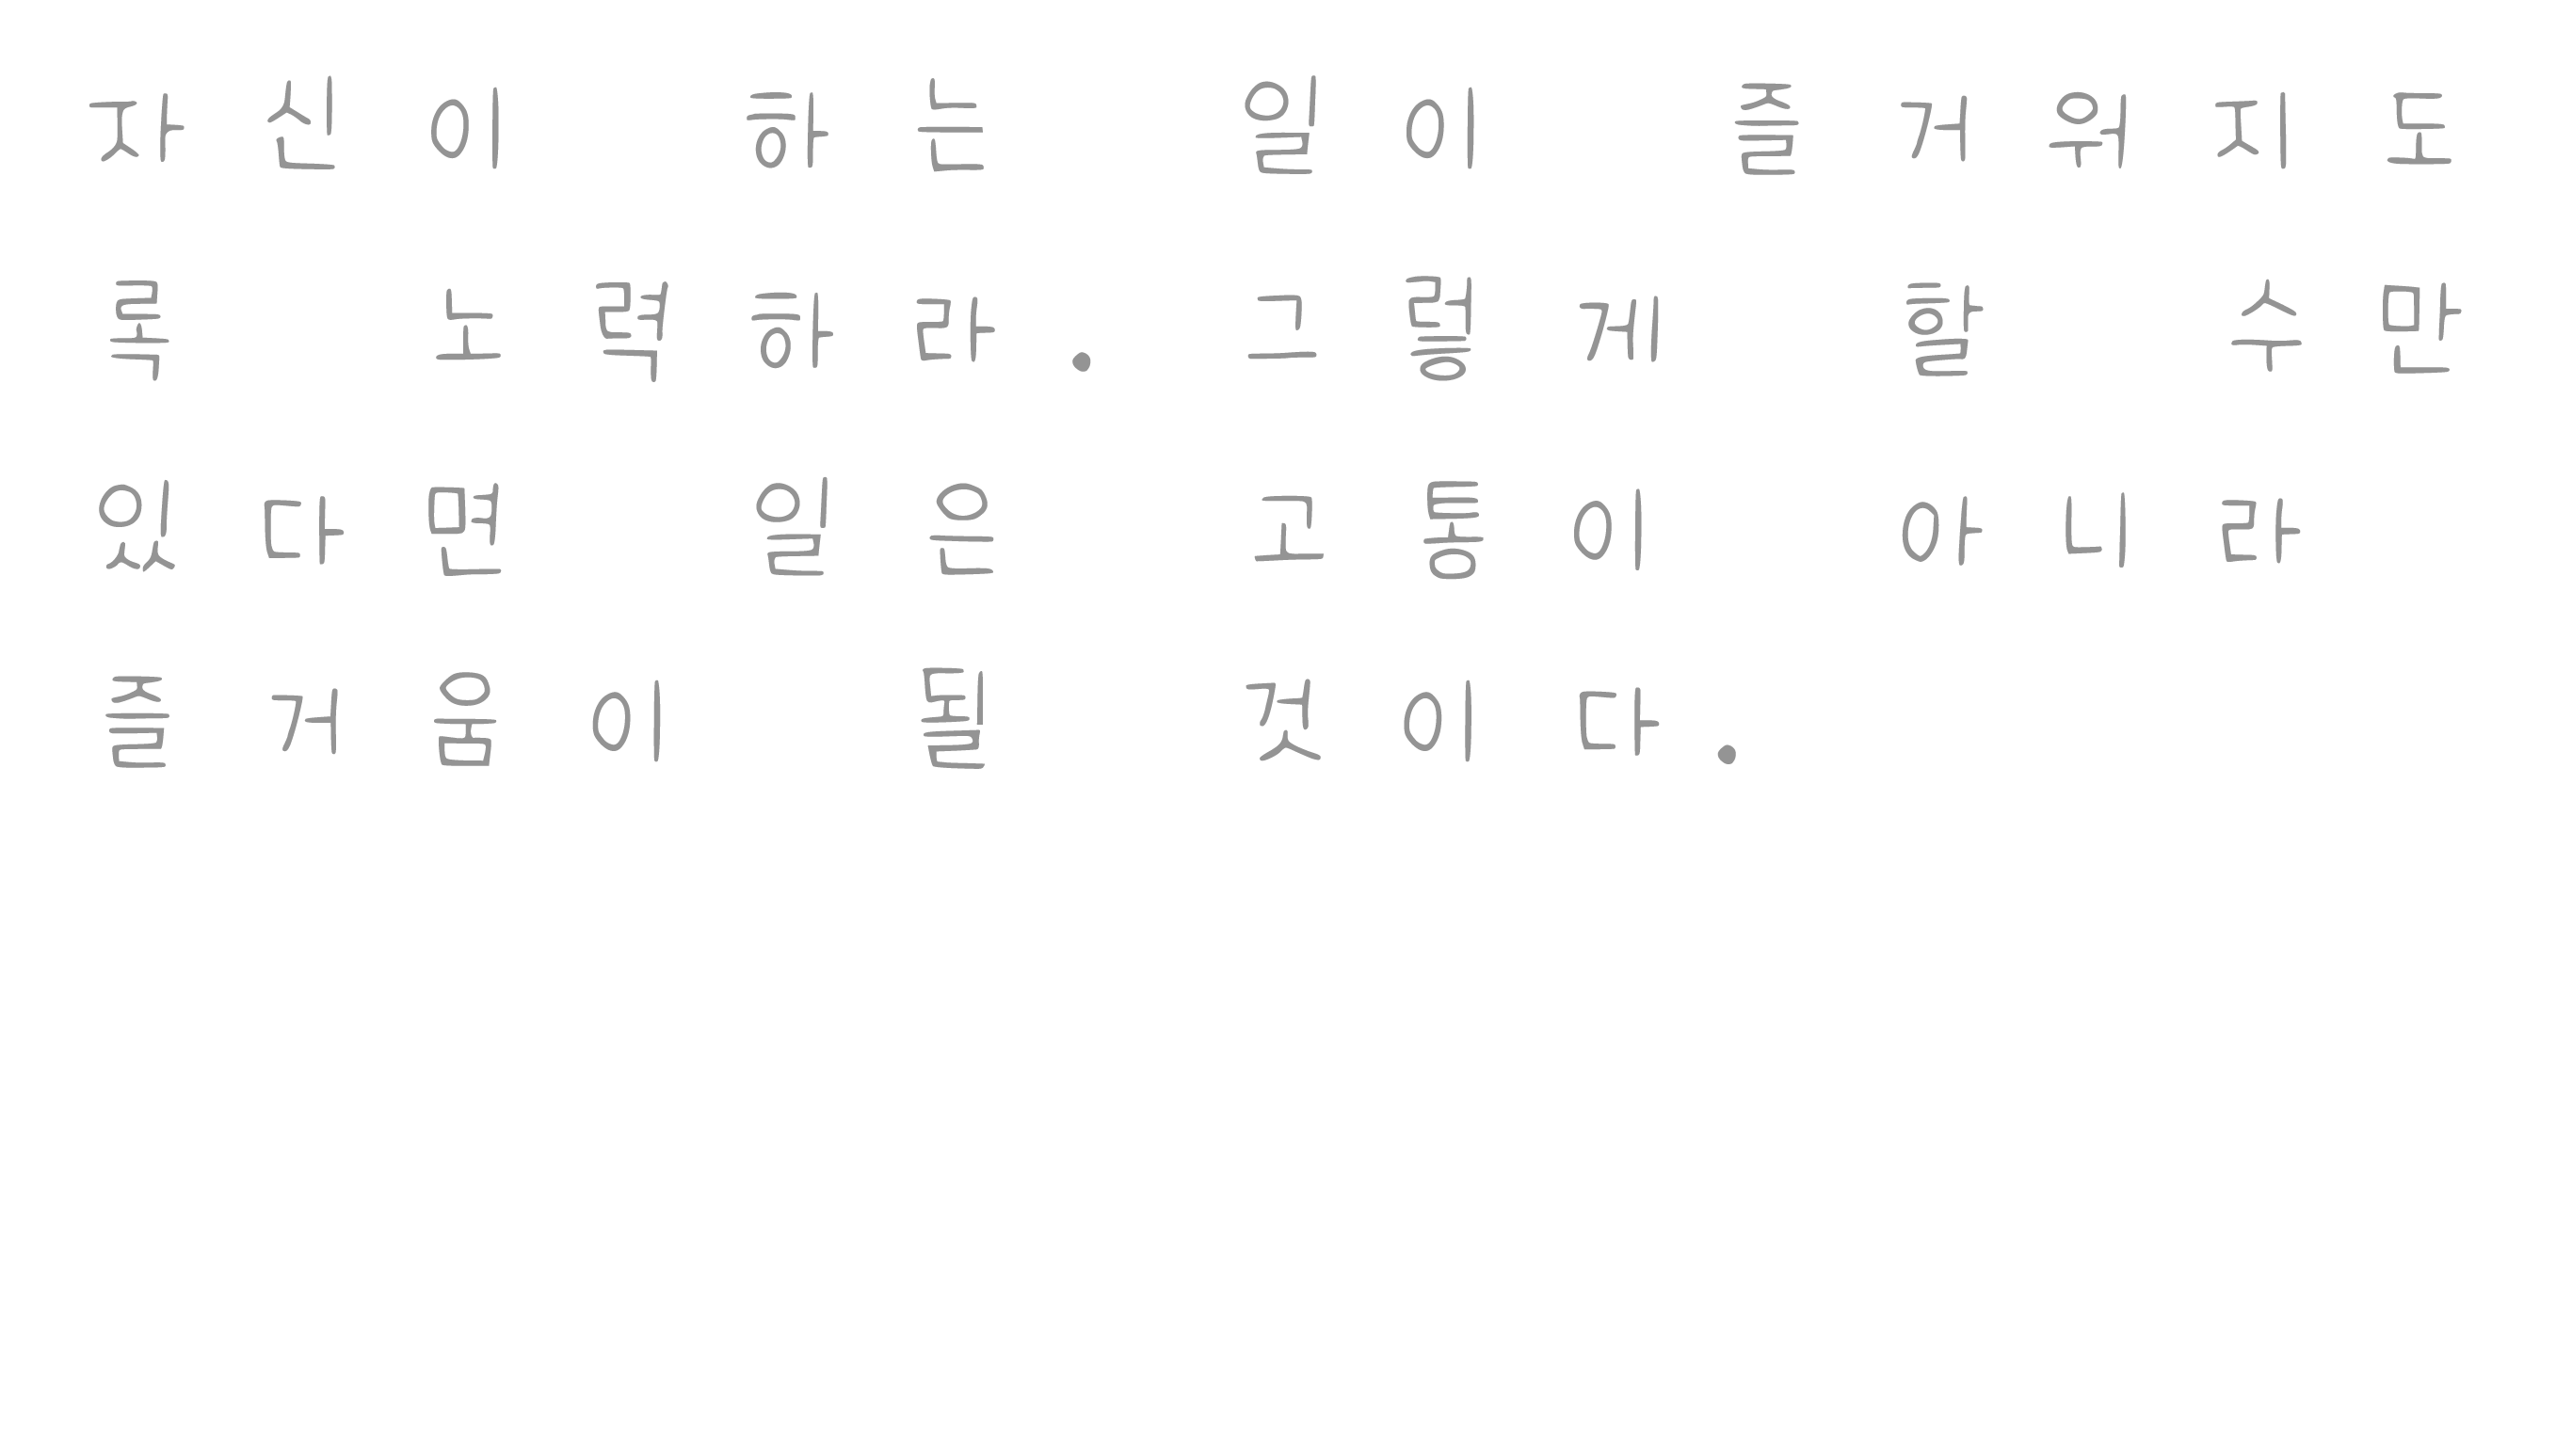 자신이 하는 일이 즐거워지도
록 노력하라. 그렇게 할 수만
있다면 일은 고통이 아니라
즐거움이 될 것이다.